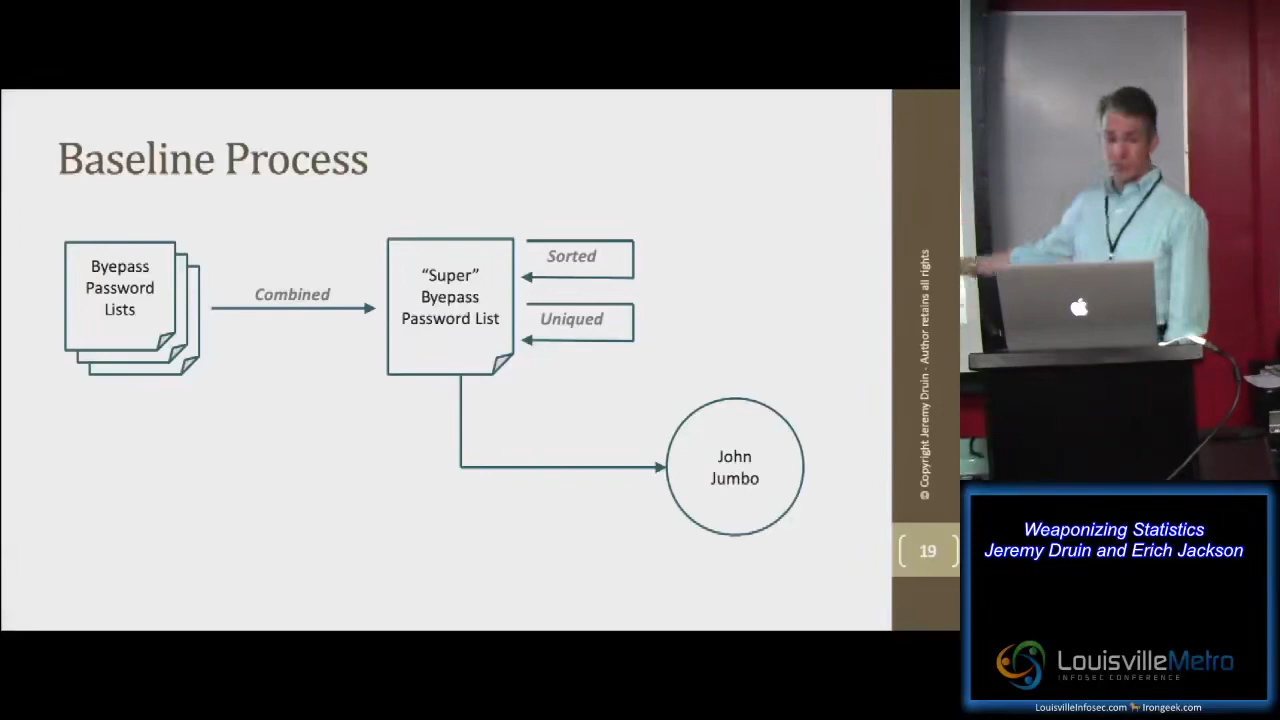 Baseline Process
Byepass
Password
Lists
Combined
“Super”
Byepass
Password List
Sorted
Uniqued
John
Jumbo
© Copyright Jeremy Druin - Author retains all rights
19
Weaponizing Statistics
Jeremy Druin and Erich Jackson
LouisvilleMetro
INFOSEC CONFERENCE
LouisvilleInfosec.com Irongeek.com